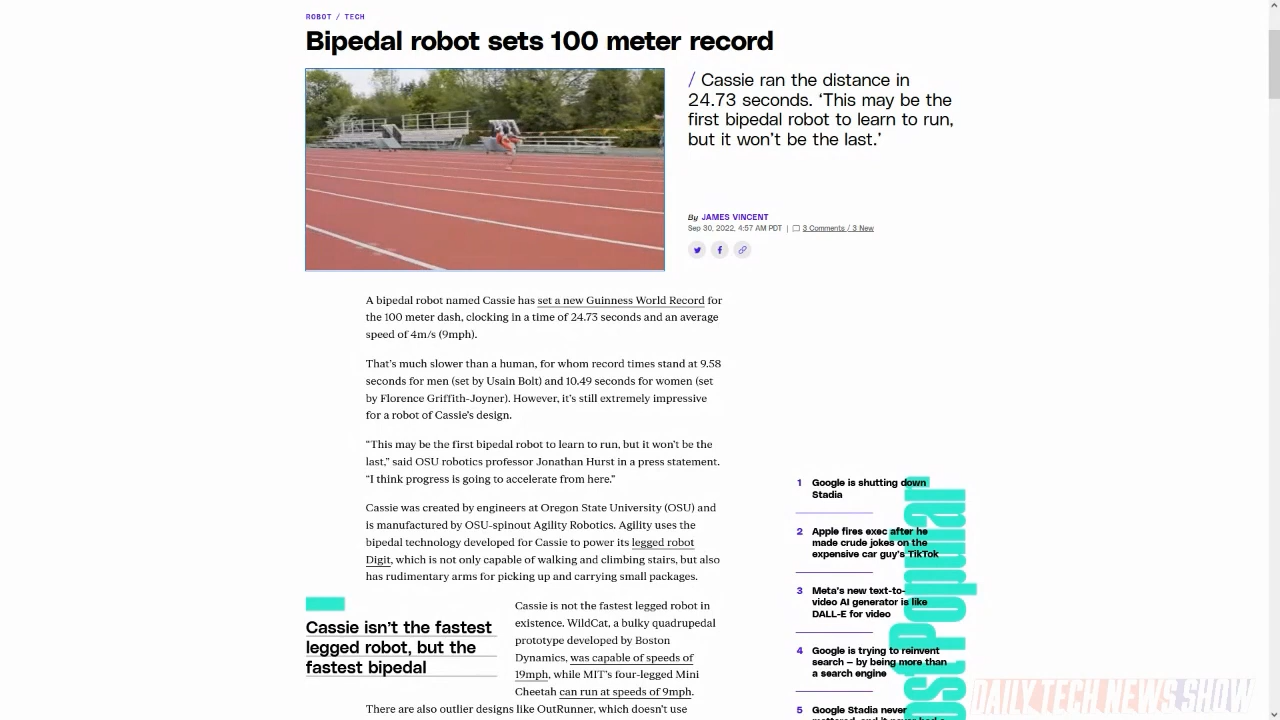 ROBOT / TECH
Bipedal robot sets 100 meter record
/ Cassie ran the distance in
24.73 seconds. ‘This may be the
first bipedal robot to learn to run,
but it won’t be the last.’
By JAMES VINCENT
Sep 30, 2022, 4:57 AM PDT | 3 Comments / 3 New
A bipedal robot named Cassie has set a new Guinness World Record for
the 100 meter dash, clocking in a time of 24.73 seconds and an average
speed of 4m/s (9mph).
That’s much slower than a human, for whom record times stand at 9.58
seconds for men (set by Usain Bolt) and 10.49 seconds for women (set
by Florence Griffith-Joyner). However, it’s still extremely impressive
for a robot of Cassie’s design.
“This may be the first bipedal robot to learn to run, but it won’t be the
last,” said OSU robotics professor Jonathan Hurst in a press statement.
“I think progress is going to accelerate from here.”
Cassie was created by engineers at Oregon State University (OSU) and
is manufactured by OSU-spinout Agility Robotics. Agility uses the
bipedal technology developed for Cassie to power its legged robot
Digit, which is not only capable of walking and climbing stairs, but also
has rudimentary arms for picking up and carrying small packages.
Cassie isn’t the fastest
legged robot, but the
fastest bipedal
Cassie is not the fastest legged robot in
existence. WildCat, a bulky quadrupedal
prototype developed by Boston
Dynamics, was capable of speeds of
19mph, while MIT’s four-legged Mini
Cheetah can run at speeds of 9mph.
There are also outlier designs like OutRunner, which doesn’t use
1 Google is shutting down
Stadia
2 Apple fires exec after he
made crude jokes on the
expensive car guy’s TikTok
3 Meta’s new text-to-
video AI generator is like
DALL-E for video
4 Google is trying to reinvent
search — by being more than
a search engine
5 Google Stadia never
Popular
DAILY TECH NEWS SHOW